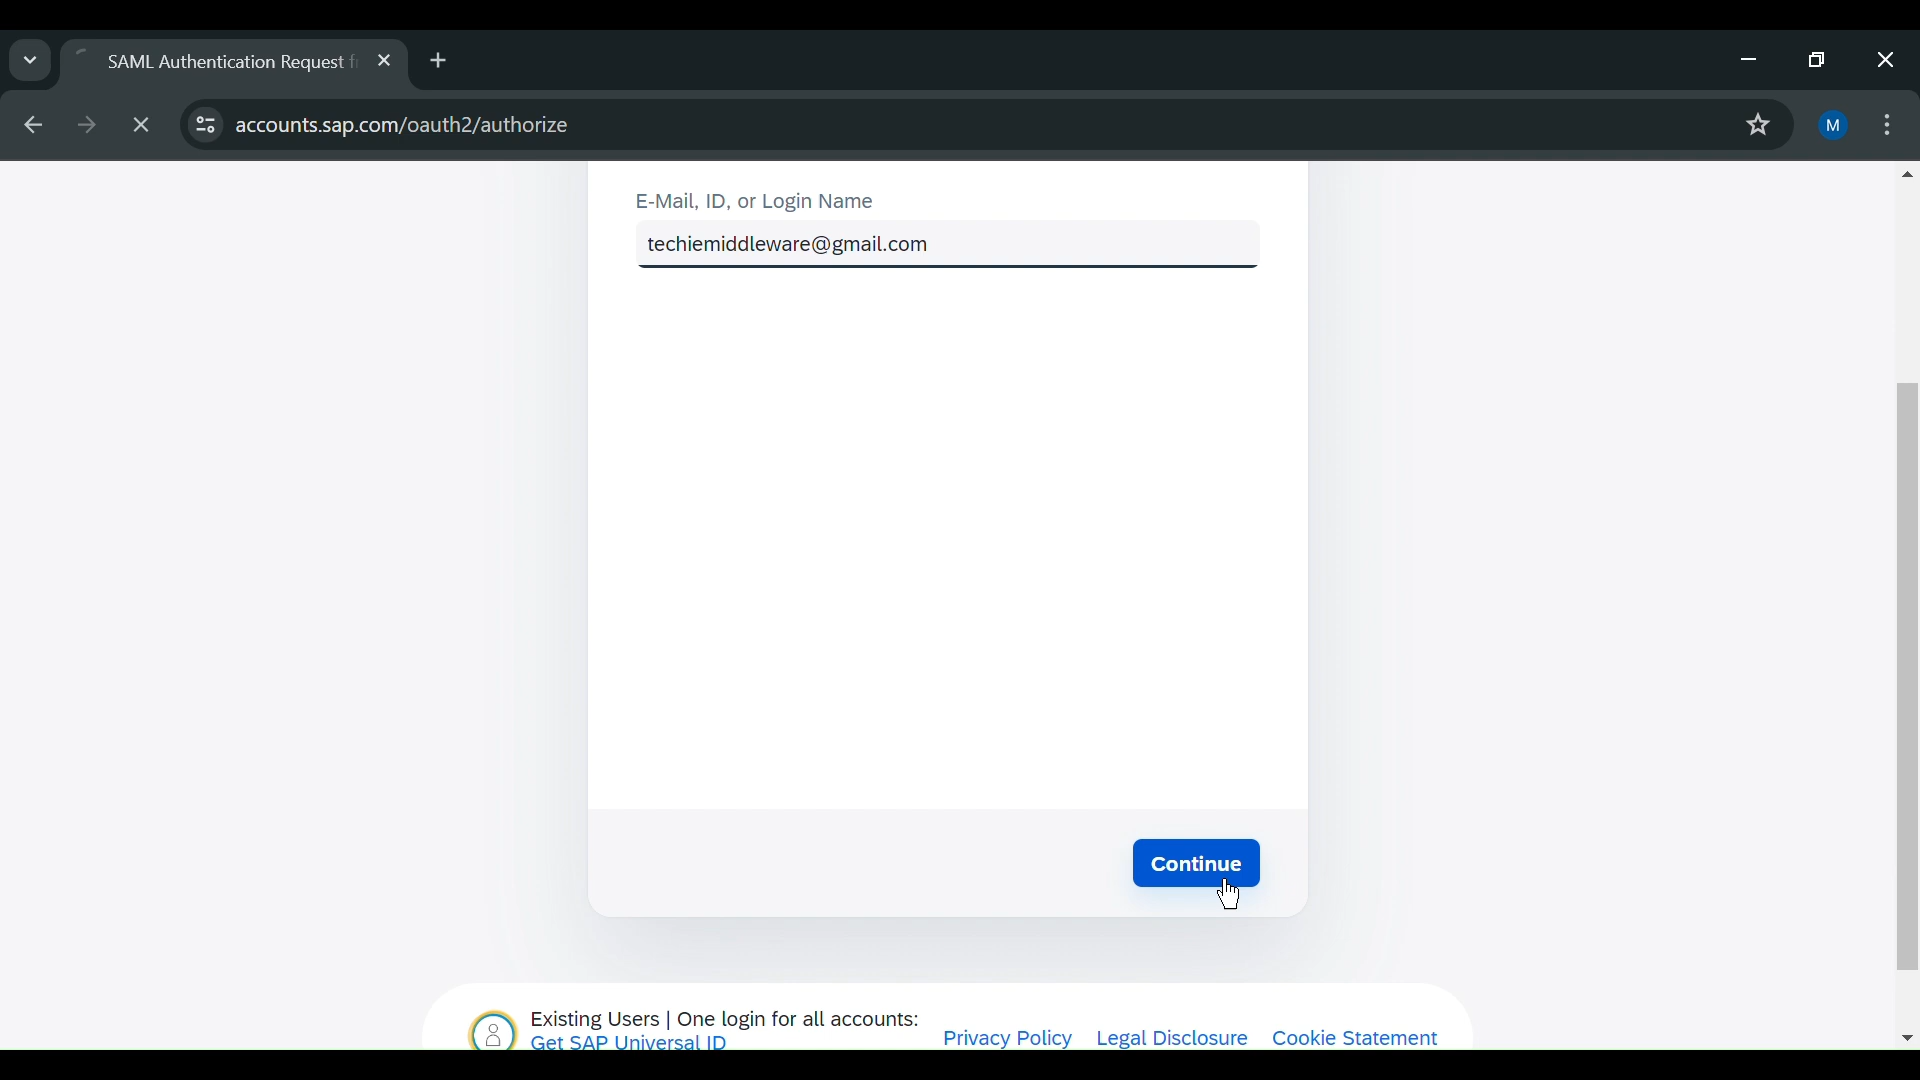 SAML Authentication Request f
accounts.sap.com/oauth2/authorize
M
E-Mail, ID, or Login Name
techiemiddleware@gmail.com
Continue
Existing Users | One login for all accounts:
Get SAP Universal ID
Privacy Policy Legal Disclosure Cookie Statement